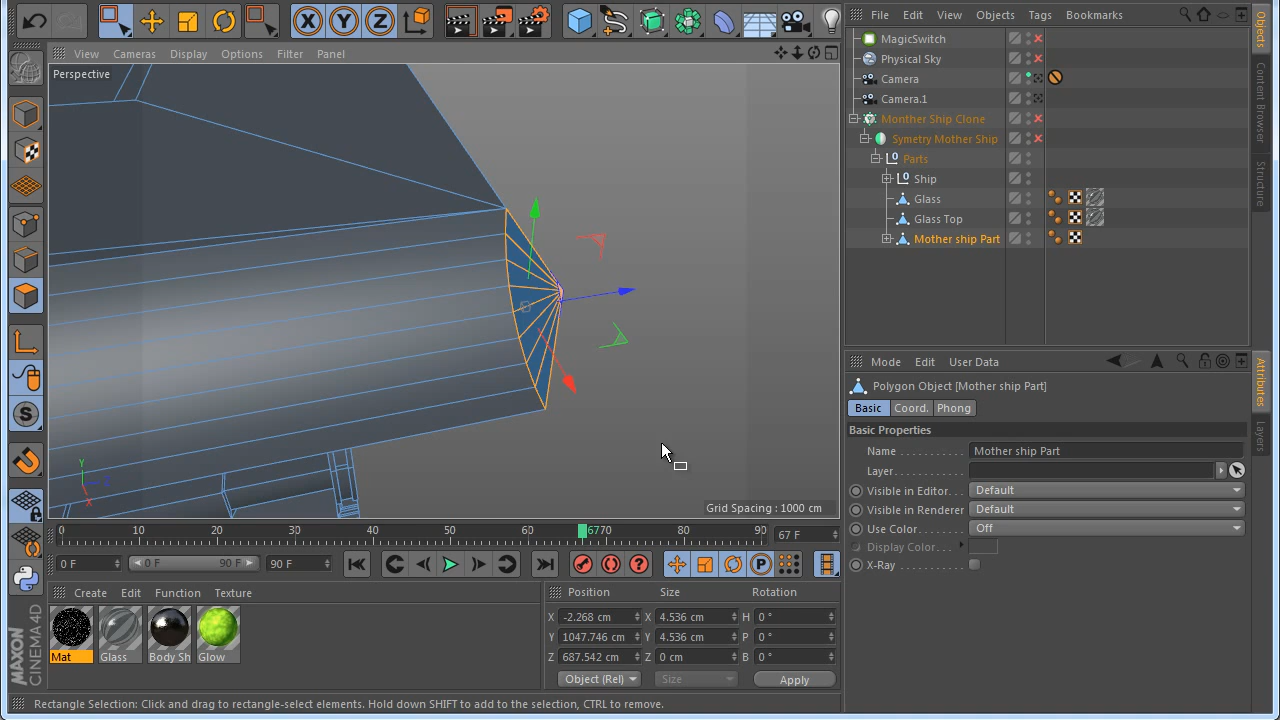 X Y Z
File Edit View Objects Tags Bookmarks
View Cameras Display Options Filter Panel
Perspective
MagicSwitch
Physical Sky
Camera
Camera.1
Monther Ship Clone
Symetry Mother Ship
Parts
Ship
Glass
Glass Top
Mother ship Part
Objects
Content Browser
Structure
Mode Edit User Data
Polygon Object [Mother ship Part]
Basic Coord. Phong
Basic Properties
Name Mother ship Part
Layer
Visible in Editor Default
Visible in Renderer Default
Use Color Off
Display Color
X-Ray
Attributes
Layers
Y
Z
X
Grid Spacing : 1000 cm
0 10 20 30 40 50 60 6770 80 90 67 F
0 F 0 F 90 F 90 F
Create Edit Function Texture
Mat Glass Body Sh Glow
Position Size Rotation
X -2.268 cm X 4.536 cm H 0 °
Y 1047.746 cm Y 4.536 cm P 0 °
Z 687.542 cm Z 0 cm B 0 °
Object (Rel) Size Apply
MAXON
CINEMA 4D
Rectangle Selection: Click and drag to rectangle-select elements. Hold down SHIFT to add to the selection, CTRL to remove.